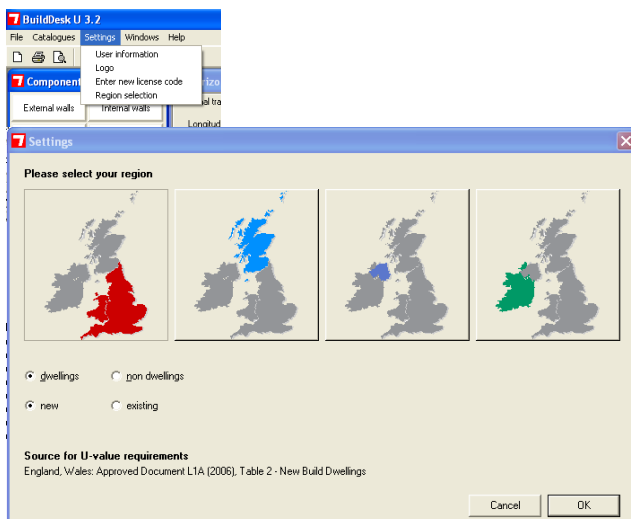 BuildDesk U 3.2
File Catalogues Settings Windows Help
User information
Logo
Enter new license code
Region selection
Component
External walls Internal walls
Settings
Please select your region
dwellings non dwellings
new existing
Source for U-value requirements
England, Wales: Approved Document L1A (2006), Table 2 - New Build Dwellings
Cancel OK